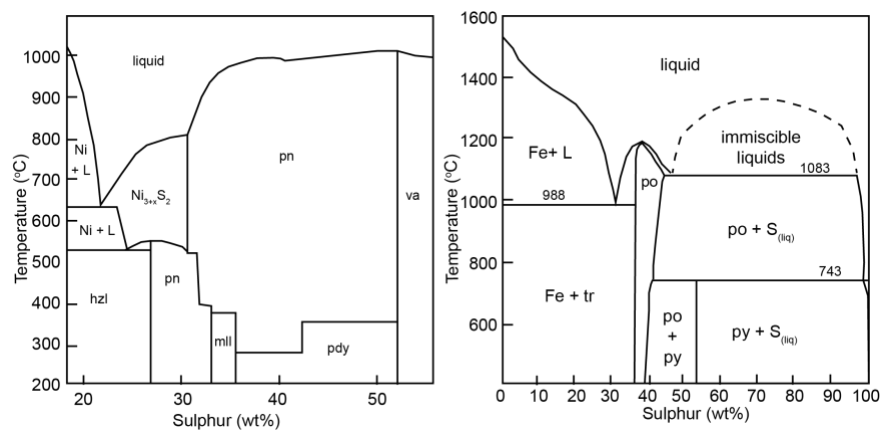 1000
900
800
700
600
500
400
300
200
Temperature (°C)
liquid
Ni
+ L
Ni + L
Ni3+xS2
pn
hzl
pn
mll
pdy
va
20
30
40
50
Sulphur (wt%)
1600
1400
1200
1000
800
600
Temperature (°C)
liquid
Fe+ L
988
po
immiscible
liquids
1083
po + S(liq)
743
Fe + tr
po
+
py
py + S(liq)
0
10
20
30
40
50
60
70
80
90
100
Sulphur (wt%)